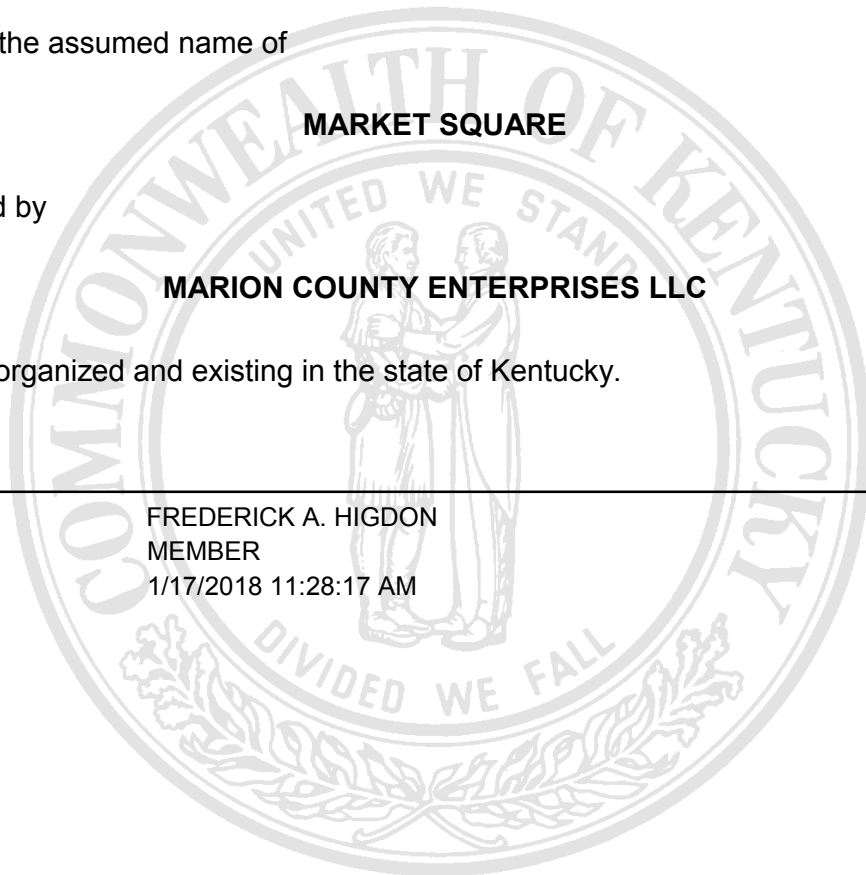 the assumed name of
MARKET SQUARE
d by
MARION COUNTY ENTERPRISES LLC
organized and existing in the state of Kentucky.
FREDERICK A. HIGDON
MEMBER
1/17/2018 11:28:17 AM
COMMONWEALTH OF KENTUCKY
UNITED WE STAND
DIVIDED WE FALL